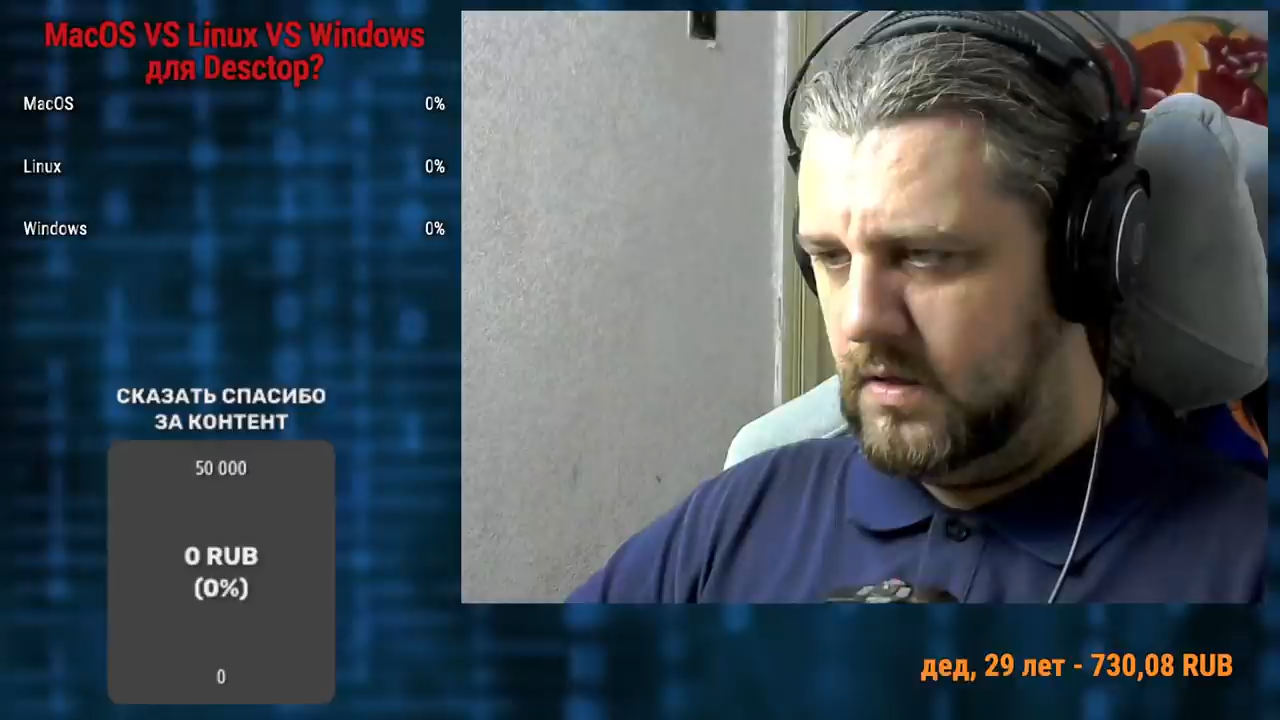 MacOS VS Linux VS Windows
для Desctop?
MacOS 0%
Linux 0%
Windows 0%
СКАЗАТЬ СПАСИБО
ЗА КОНТЕНТ
50 000
0 RUB
(0%)
0
дед, 29 лет - 730,08 RUB